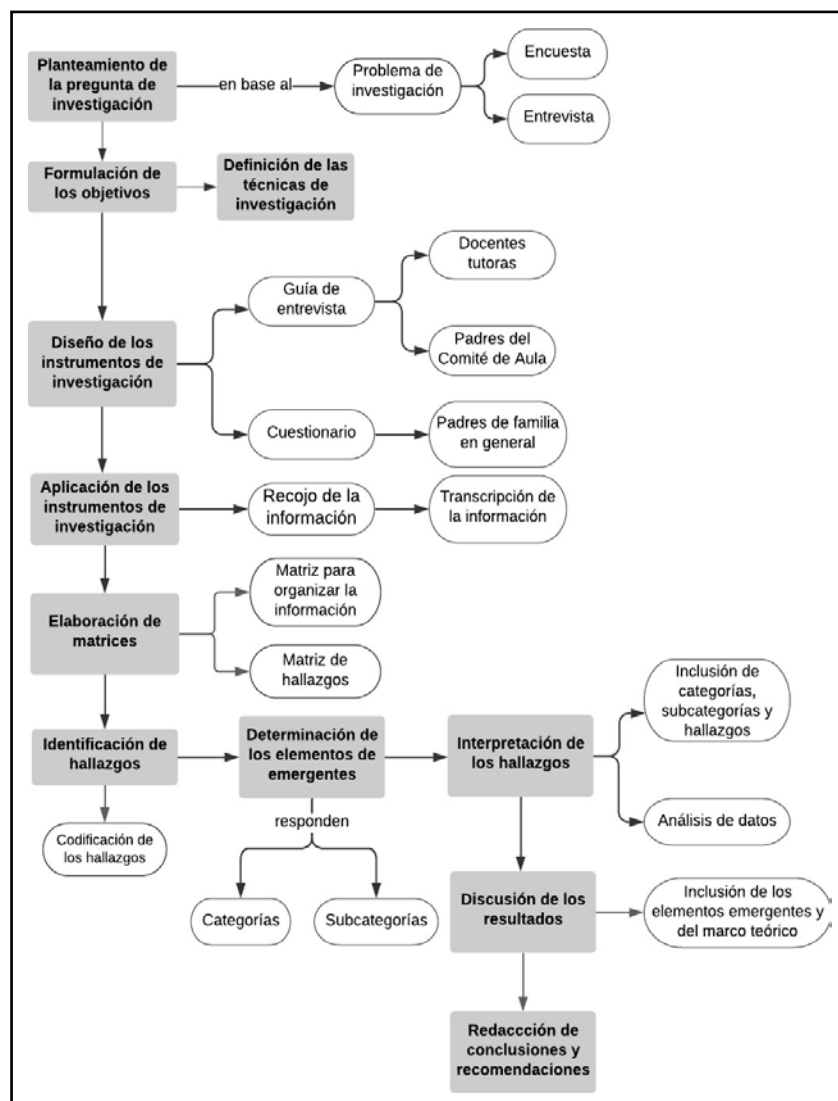 Planteamiento de
la pregunta de
investigación
en base al
Problema de
investigación
Encuesta
Entrevista
Formulación de
los objetivos
Definición de las
técnicas de
investigación
Diseño de los
instrumentos de
investigación
Guía de
entrevista
Docentes
tutoras
Padres del
Comité de Aula
Cuestionario
Padres de familia
en general
Aplicación de los
instrumentos de
investigación
Recojo de la
información
Transcripción de
la información
Elaboración de
matrices
Matriz para
organizar la
información
Matriz de
hallazgos
Identificación de
hallazgos
Codificación de
los hallazgos
Determinación de
los elementos de
emergentes
responden
Categorías
Subcategorías
Interpretación de
los hallazgos
Inclusión de
categorías,
subcategorías y
hallazgos
Análisis de datos
Discusión de los
resultados
Inclusión de los
elementos emergentes y
del marco teórico
Redaccción de
conclusiones y
recomendaciones